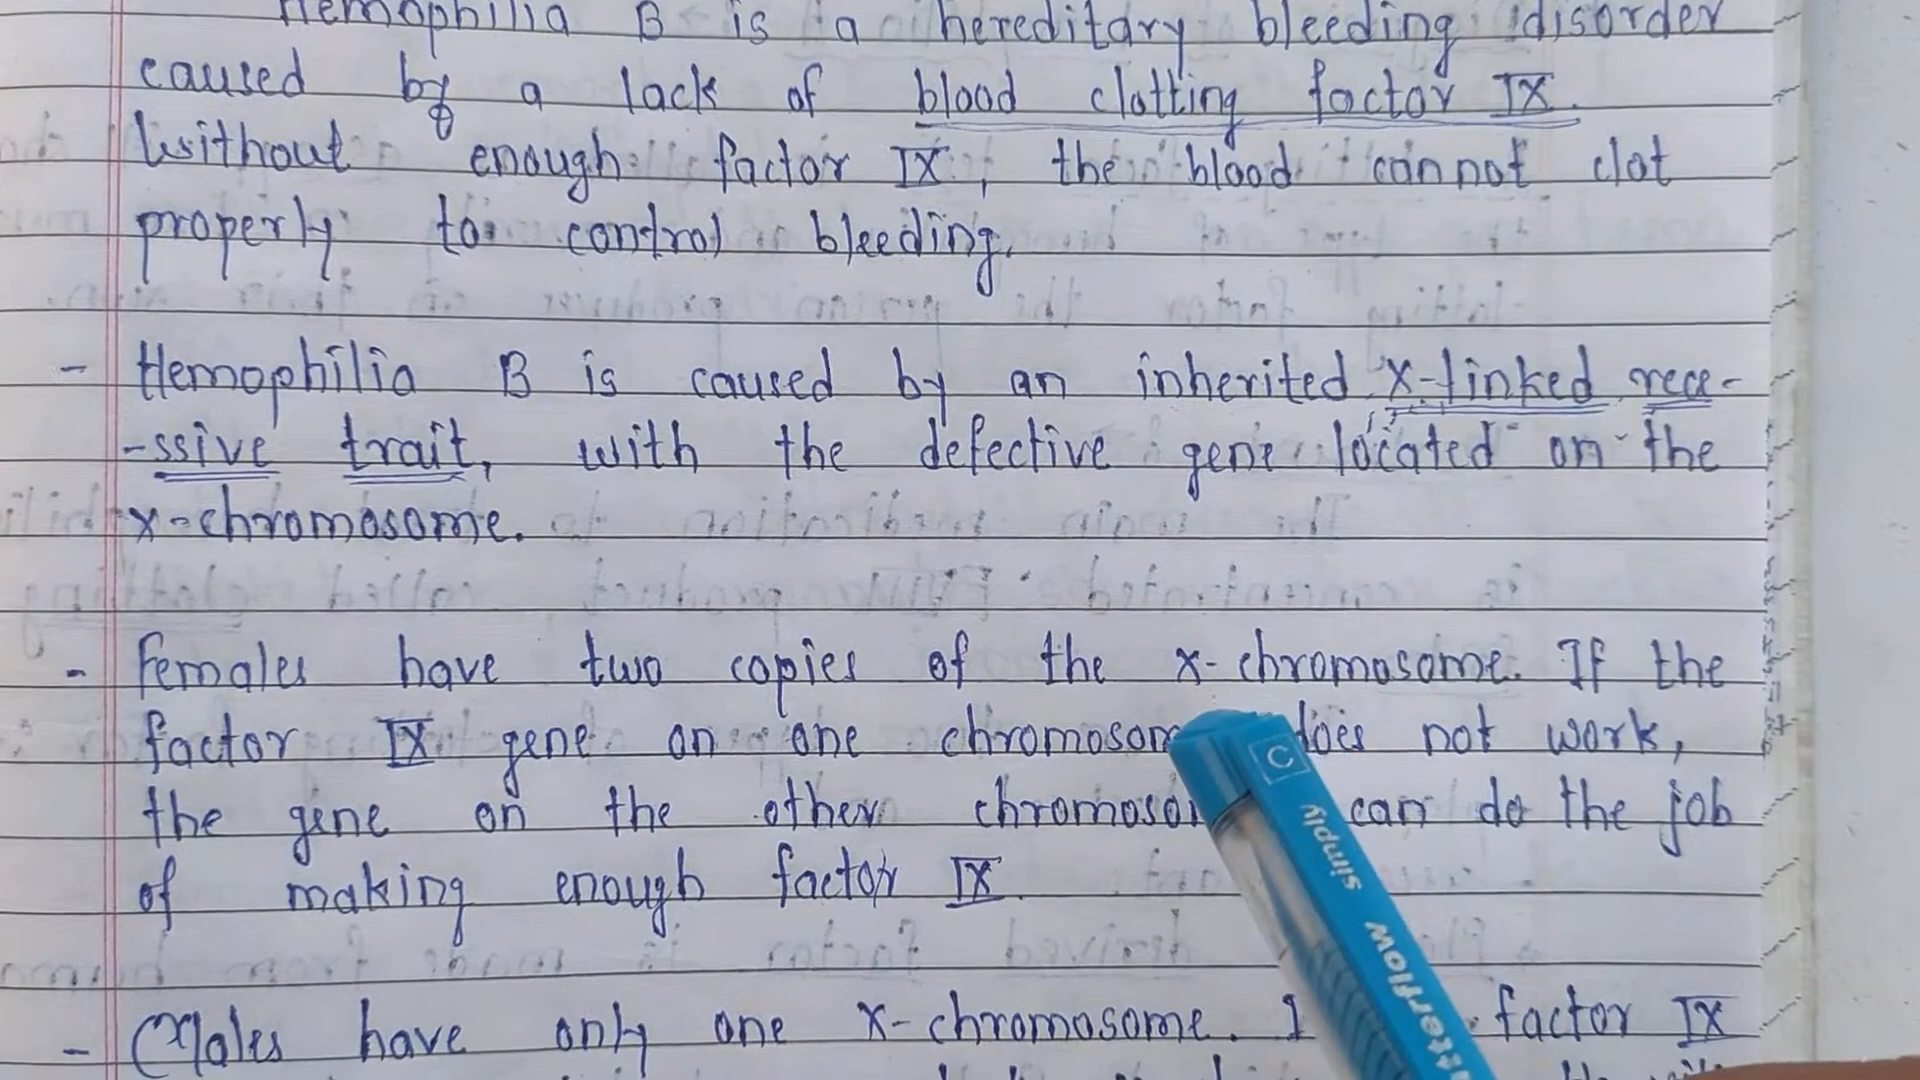 Hemophilia B is a hereditary bleeding disorder
caused by a lack of blood clotting factor IX.
Without enough factor IX, the blood cannot clot
properly to control bleeding.
- Hemophilia B is caused by an inherited x-linked rece-
-ssive trait, with the defective gene located on the
x-chromosome.
- Females have two copies of the x-chromosome. If the
factor IX gene on one chromosom does not work,
the gene on the other chromoso can do the job
of making enough factor IX.
- Males have only one x-chromosome. factor IX
C
simply